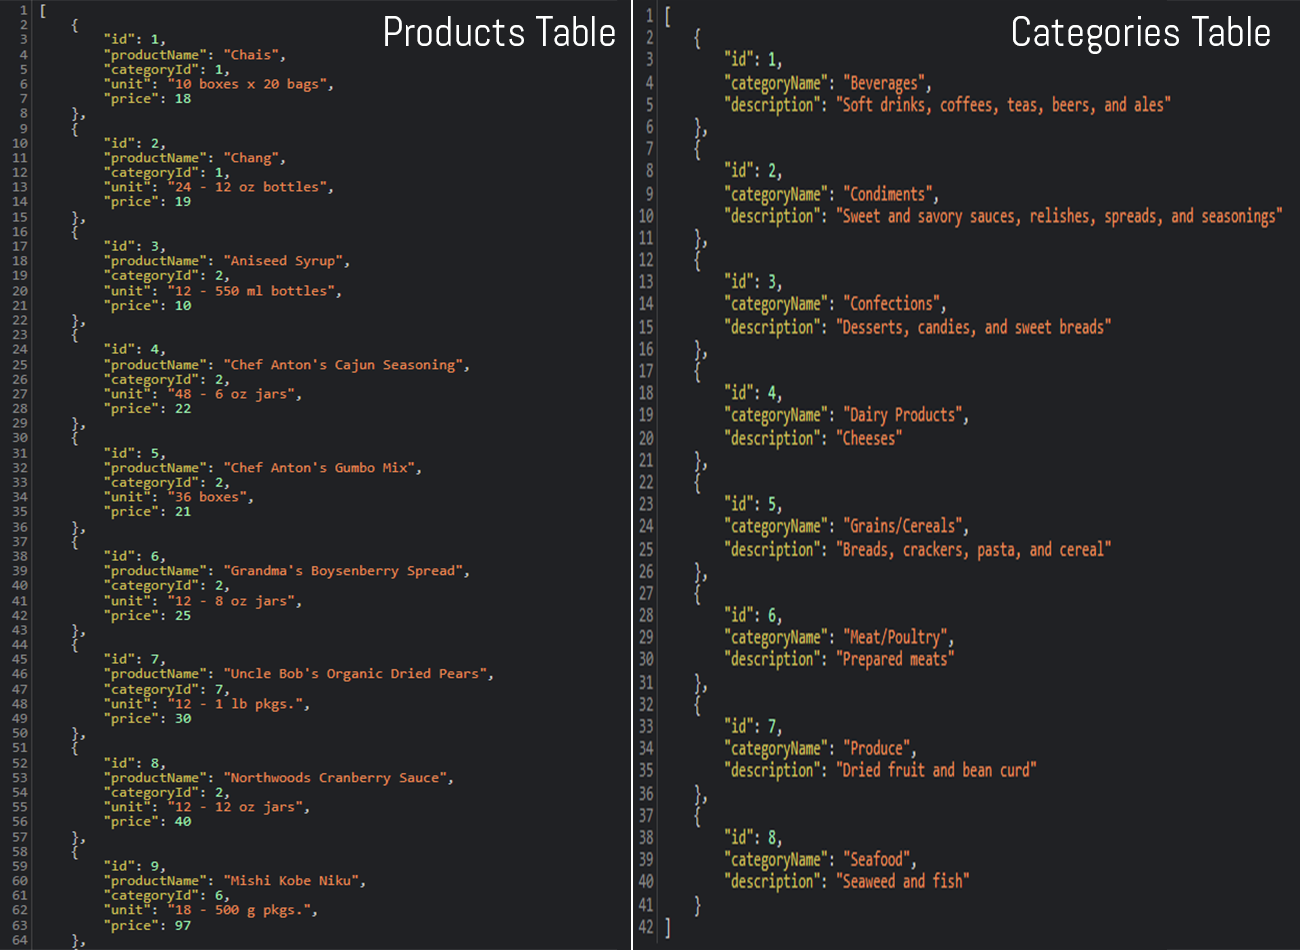 Products Table
1 [
2 {
3 "id": 1,
4 "productName": "Chais",
5 "categoryId": 1,
6 "unit": "10 boxes x 20 bags",
7 "price": 18
8 },
9 {
10 "id": 2,
11 "productName": "Chang",
12 "categoryId": 1,
13 "unit": "24 - 12 oz bottles",
14 "price": 19
15 },
16 {
17 "id": 3,
18 "productName": "Aniseed Syrup",
19 "categoryId": 2,
20 "unit": "12 - 550 ml bottles",
21 "price": 10
22 },
23 {
24 "id": 4,
25 "productName": "Chef Anton's Cajun Seasoning",
26 "categoryId": 2,
27 "unit": "48 - 6 oz jars",
28 "price": 22
29 },
30 {
31 "id": 5,
32 "productName": "Chef Anton's Gumbo Mix",
33 "categoryId": 2,
34 "unit": "36 boxes",
35 "price": 21
36 },
37 {
38 "id": 6,
39 "productName": "Grandma's Boysenberry Spread",
40 "categoryId": 2,
41 "unit": "12 - 8 oz jars",
42 "price": 25
43 },
44 {
45 "id": 7,
46 "productName": "Uncle Bob's Organic Dried Pears",
47 "categoryId": 7,
48 "unit": "12 - 1 lb pkgs.",
49 "price": 30
50 },
51 {
52 "id": 8,
53 "productName": "Northwoods Cranberry Sauce",
54 "categoryId": 2,
55 "unit": "12 - 12 oz jars",
56 "price": 40
57 },
58 {
59 "id": 9,
60 "productName": "Mishi Kobe Niku",
61 "categoryId": 6,
62 "unit": "18 - 500 g pkgs.",
63 "price": 97
64 },
Categories Table
1 [
2 {
3 "id": 1,
4 "categoryName": "Beverages",
5 "description": "Soft drinks, coffees, teas, beers, and ales"
6 },
7 {
8 "id": 2,
9 "categoryName": "Condiments",
10 "description": "Sweet and savory sauces, relishes, spreads, and seasonings"
11 },
12 {
13 "id": 3,
14 "categoryName": "Confections",
15 "description": "Desserts, candies, and sweet breads"
16 },
17 {
18 "id": 4,
19 "categoryName": "Dairy Products",
20 "description": "Cheeses"
21 },
22 {
23 "id": 5,
24 "categoryName": "Grains/Cereals",
25 "description": "Breads, crackers, pasta, and cereal"
26 },
27 {
28 "id": 6,
29 "categoryName": "Meat/Poultry",
30 "description": "Prepared meats"
31 },
32 {
33 "id": 7,
34 "categoryName": "Produce",
35 "description": "Dried fruit and bean curd"
36 },
37 {
38 "id": 8,
39 "categoryName": "Seafood",
40 "description": "Seaweed and fish"
41 }
42 ]